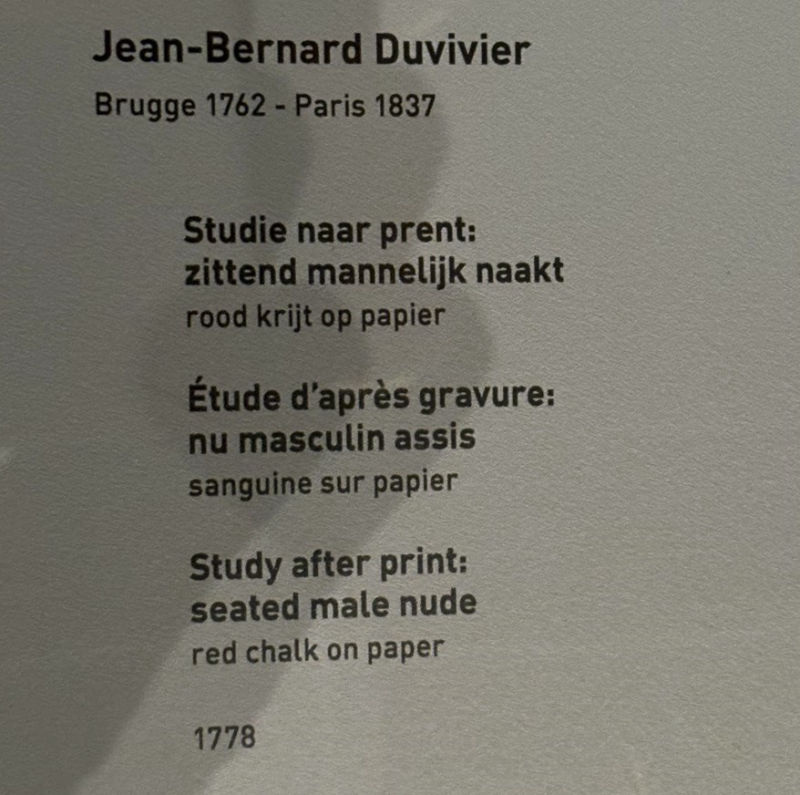 Jean-Bernard Duvivier
Brugge 1762 - Paris 1837
Studie naar prent:
zittend mannelijk naakt
rood krijt op papier
Étude d'après gravure:
nu masculin assis
sanguine sur papier
Study after print:
seated male nude
red chalk on paper
1778